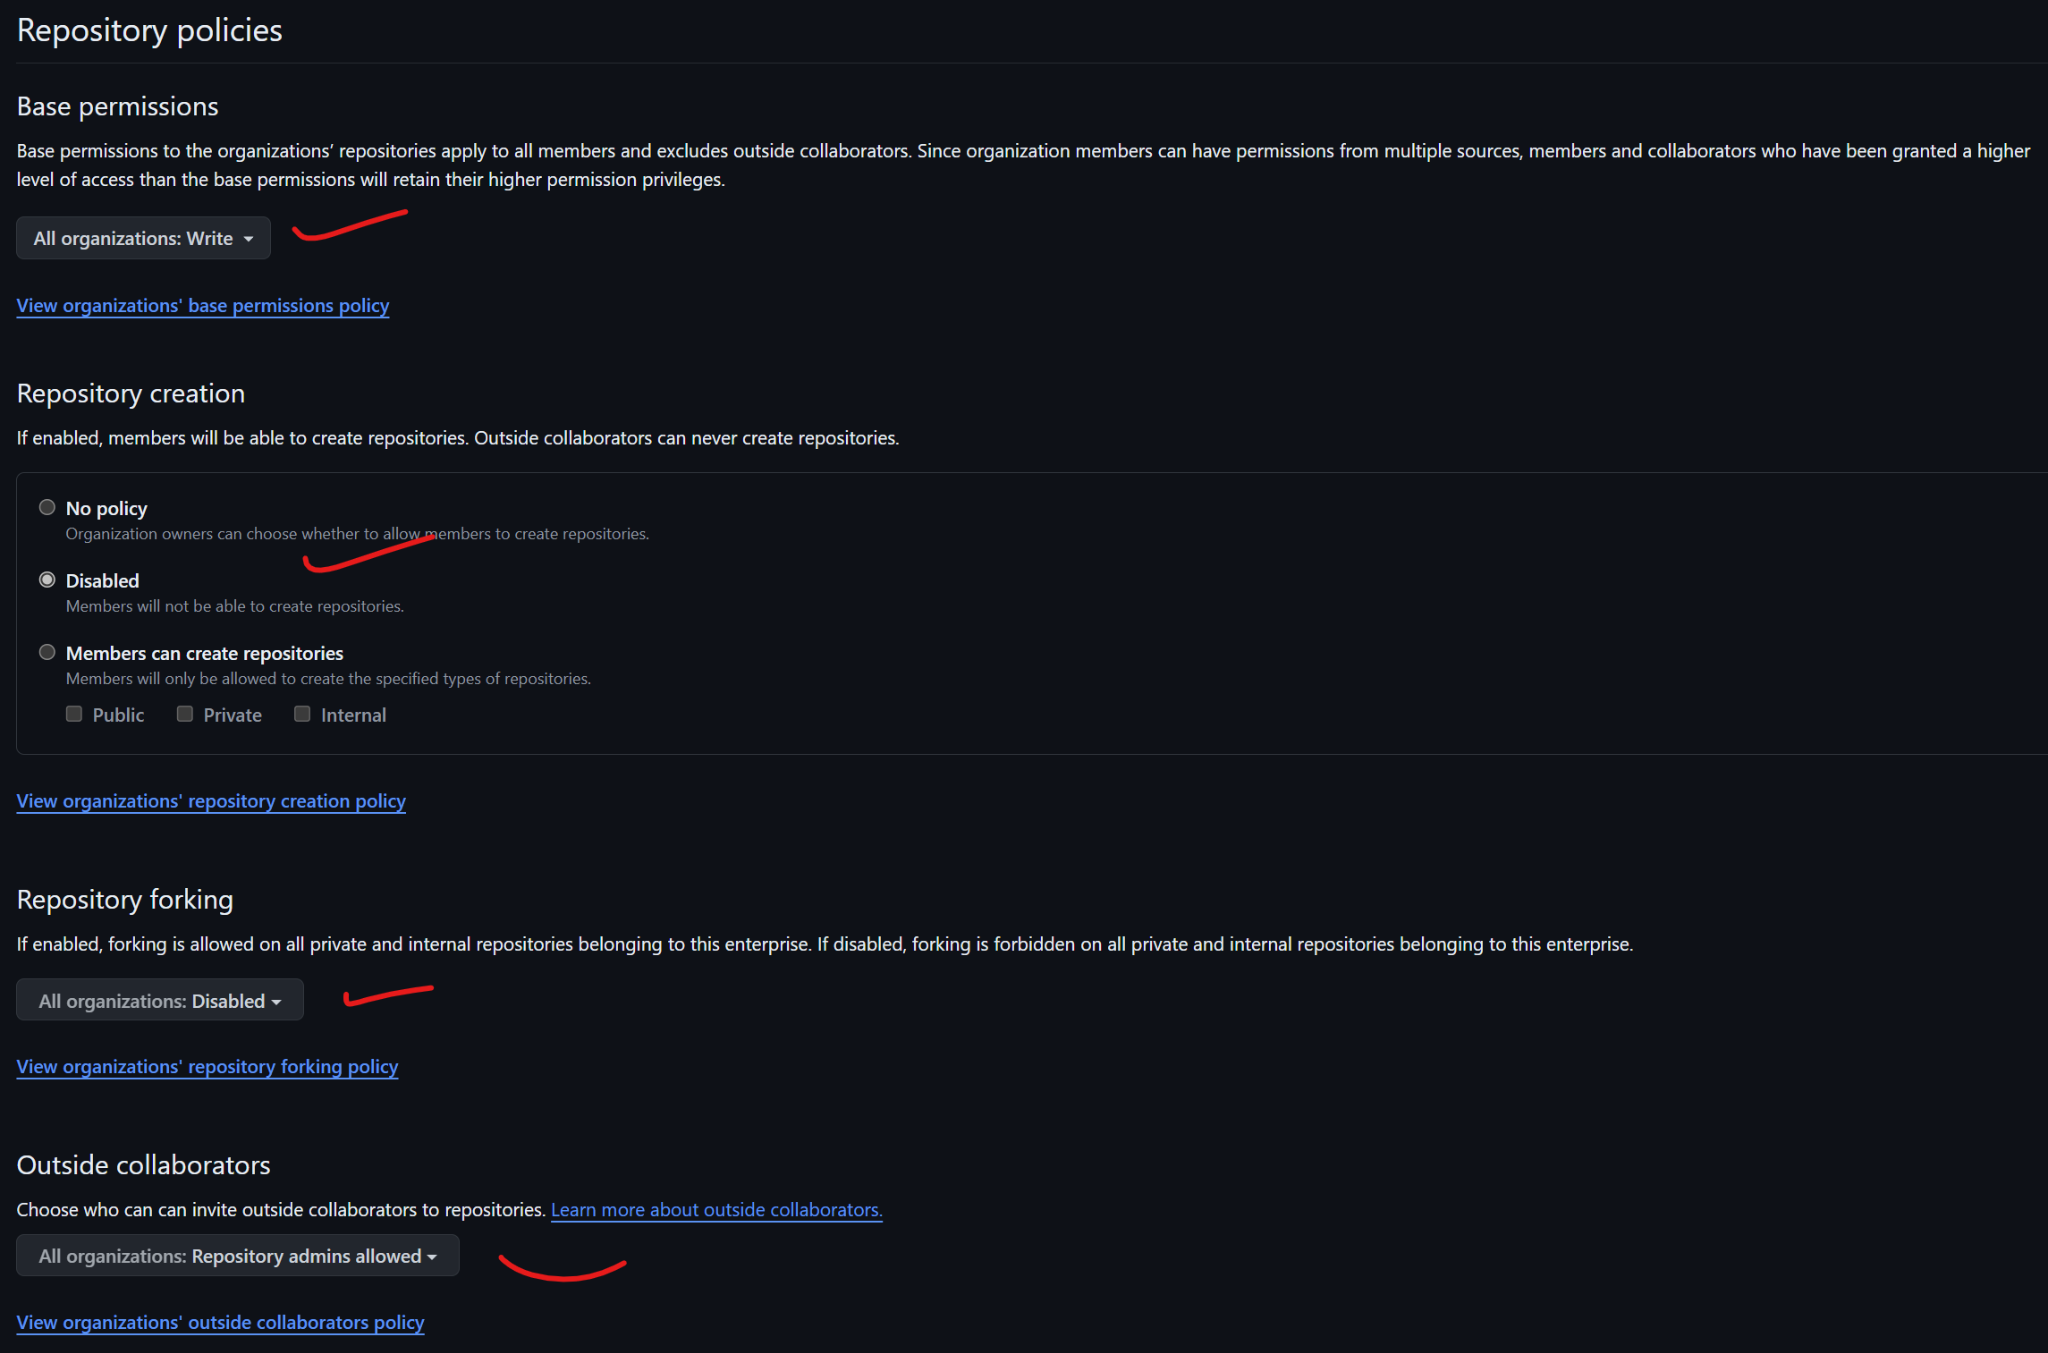 Repository policies
Base permissions
Base permissions to the organizations’ repositories apply to all members and excludes outside collaborators. Since organization members can have permissions from multiple sources, members and collaborators who have been granted a higher
level of access than the base permissions will retain their higher permission privileges.
All organizations: Write
View organizations' base permissions policy
Repository creation
If enabled, members will be able to create repositories. Outside collaborators can never create repositories.
No policy
Organization owners can choose whether to allow members to create repositories.
Disabled
Members will not be able to create repositories.
Members can create repositories
Members will only be allowed to create the specified types of repositories.
Public Private Internal
View organizations' repository creation policy
Repository forking
If enabled, forking is allowed on all private and internal repositories belonging to this enterprise. If disabled, forking is forbidden on all private and internal repositories belonging to this enterprise.
All organizations: Disabled
View organizations' repository forking policy
Outside collaborators
Choose who can can invite outside collaborators to repositories. Learn more about outside collaborators.
All organizations: Repository admins allowed
View organizations' outside collaborators policy